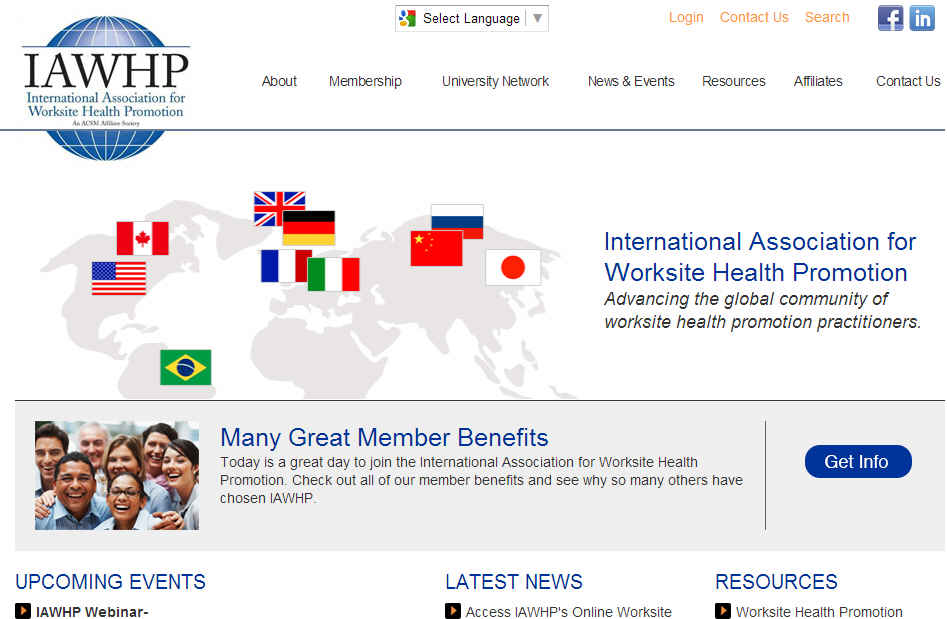 Select Language
Login Contact Us Search
IAWHP
International Association for
Worksite Health Promotion
An ACSM Affiliate Society
About Membership University Network News & Events Resources Affiliates Contact Us
International Association for
Worksite Health Promotion
Advancing the global community of
worksite health promotion practitioners.
Many Great Member Benefits
Today is a great day to join the International Association for Worksite Health
Promotion. Check out all of our member benefits and see why so many others have
chosen IAWHP.
Get Info
UPCOMING EVENTS
IAWHP Webinar-
LATEST NEWS
Access IAWHP's Online Worksite
RESOURCES
Worksite Health Promotion